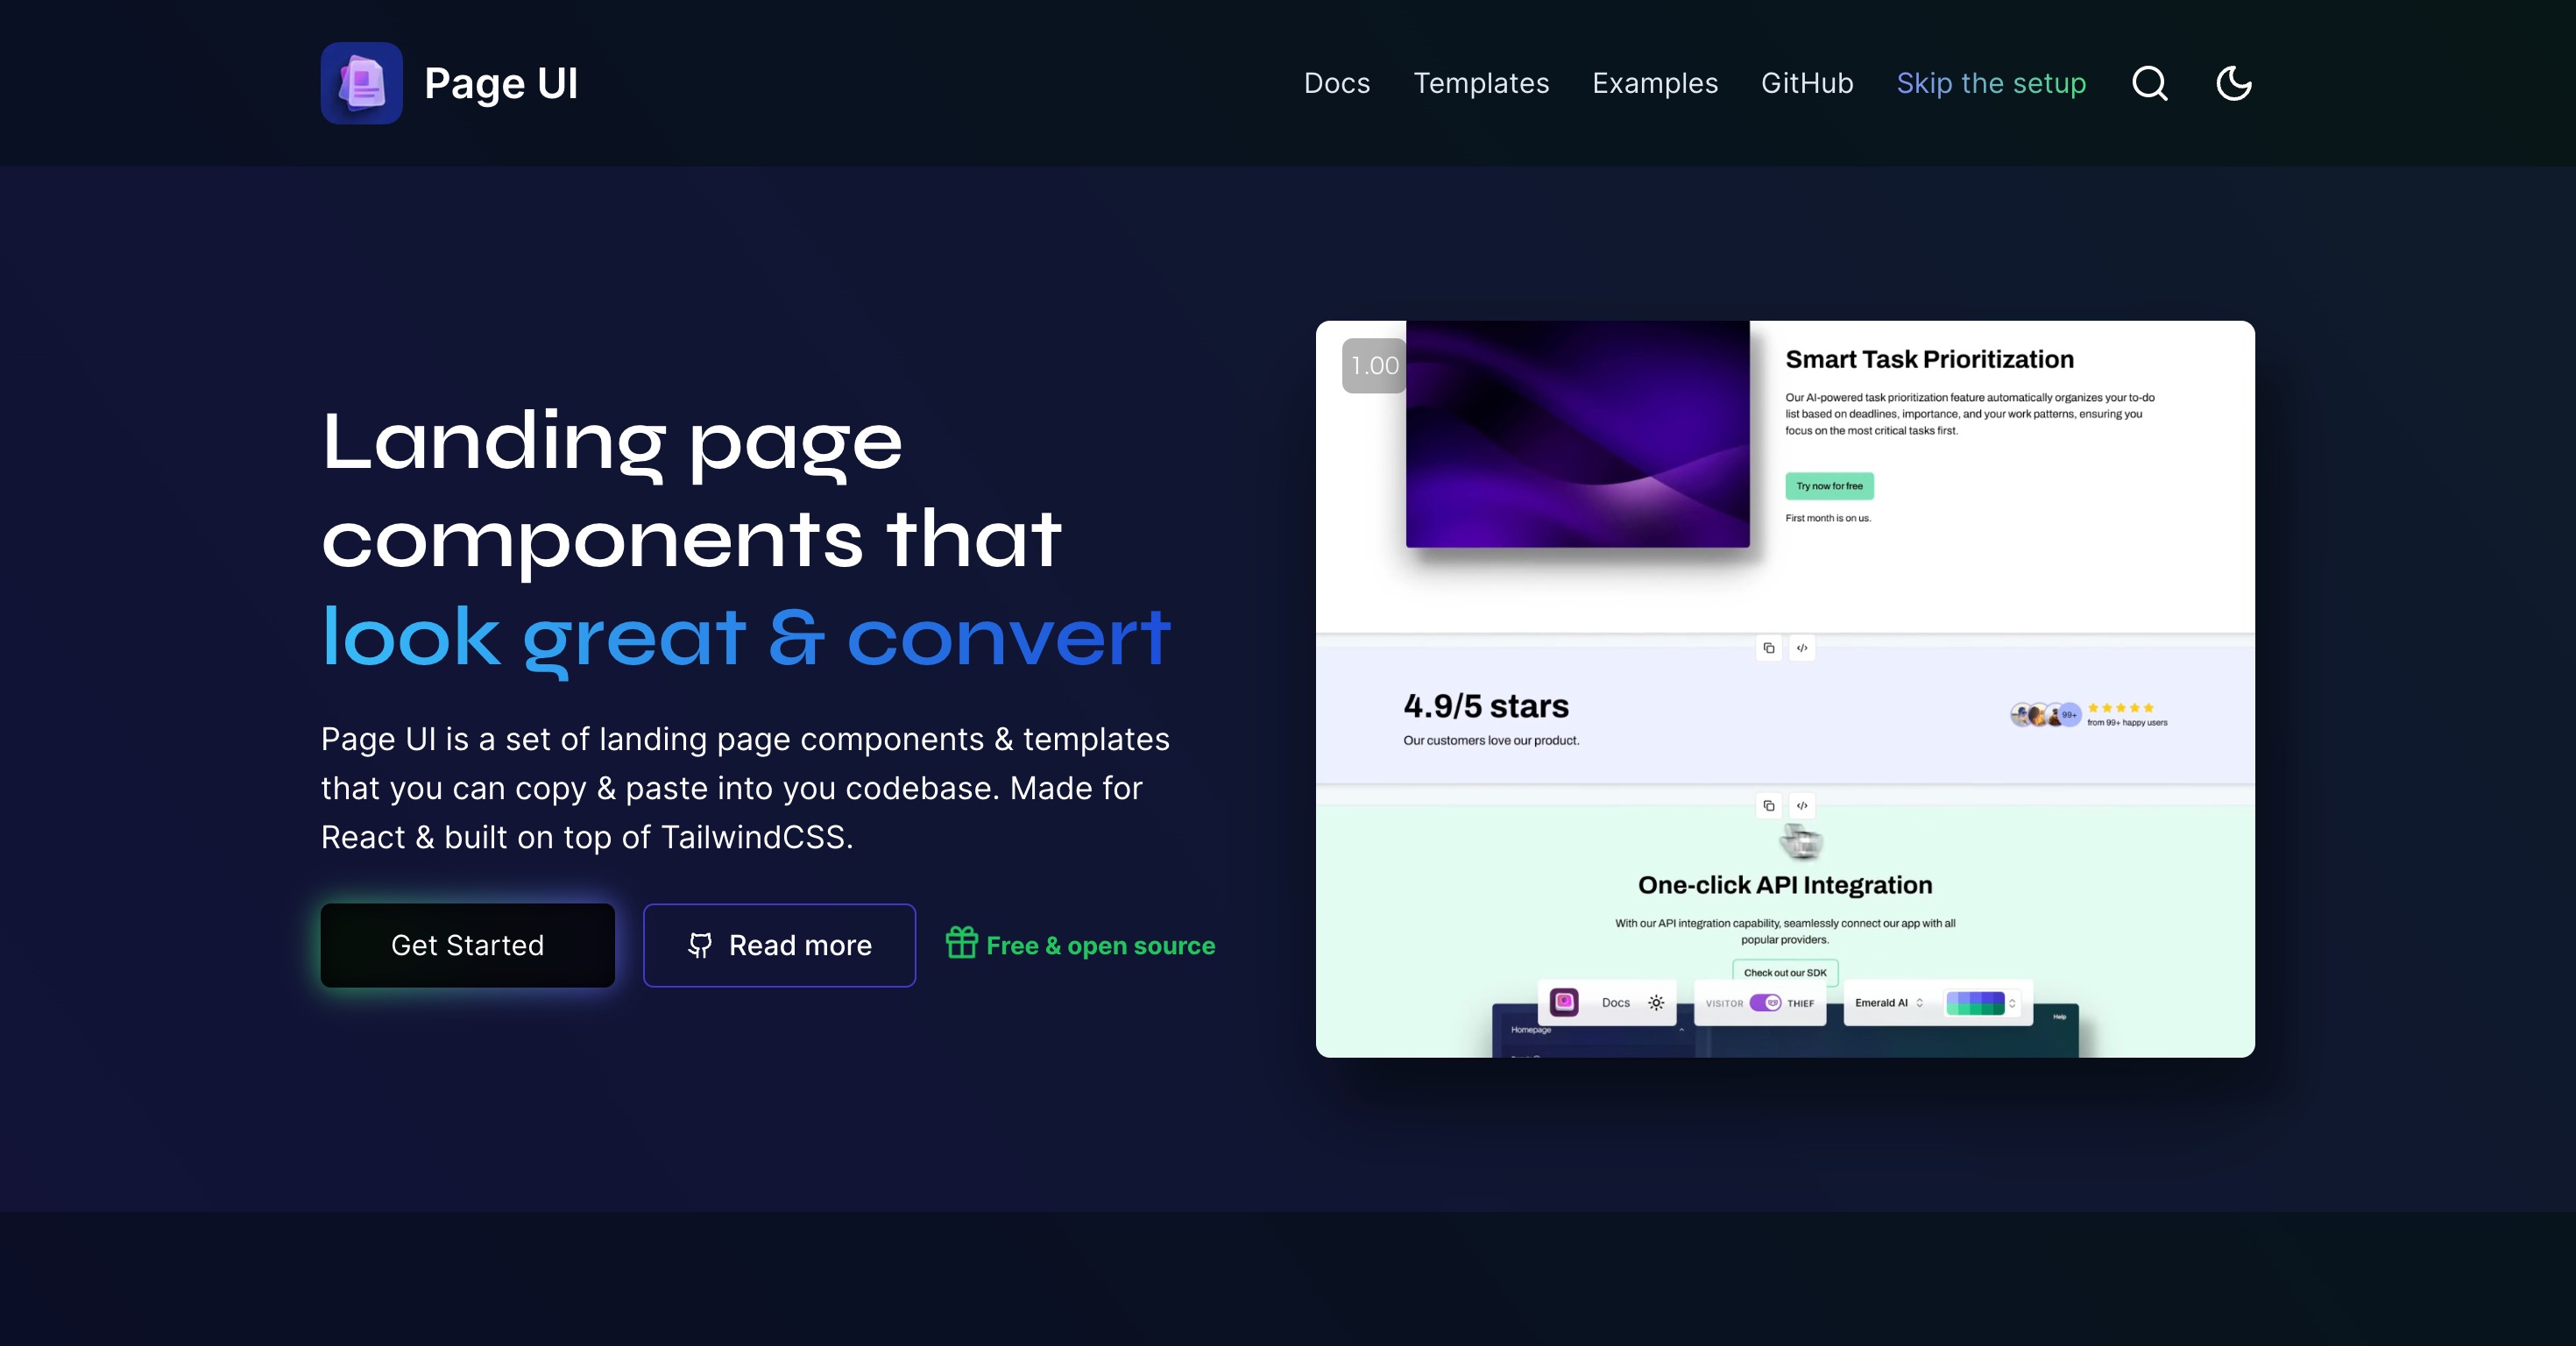 Page UI
Docs Templates Examples GitHub Skip the setup
Landing page
components that
look great & convert
Page UI is a set of landing page components & templates
that you can copy & paste into you codebase. Made for
React & built on top of TailwindCSS.
Get Started
Read more
Free & open source
1.00
Smart Task Prioritization
Our AI-powered task prioritization feature automatically organizes your to-do
list based on deadlines, importance, and your work patterns, ensuring you
focus on the most critical tasks first.
Try now for free
First month is on us.
4.9/5 stars
Our customers love our product.
99+
from 99+ happy users
One-click API Integration
With our API integration capability, seamlessly connect our app with all
popular providers.
Check out our SDK
Docs
VISITOR THIEF
Emerald AI
Homepage
Help